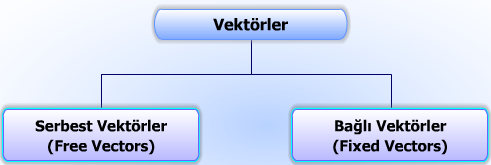 Vektörler
Serbest Vektörler
(Free Vectors)
Bağlı Vektörler
(Fixed Vectors)